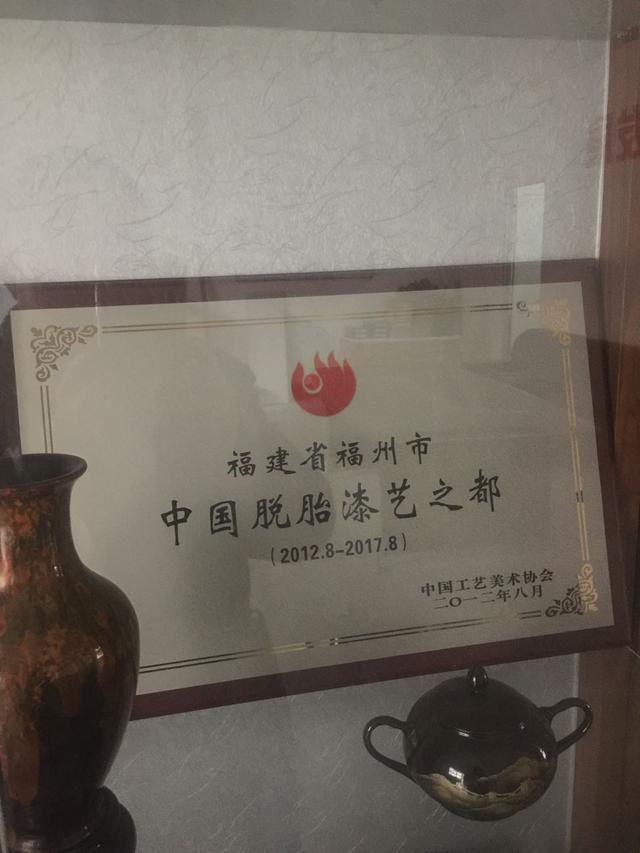 福建省福州市
中国脱胎漆艺之都
(2012.8-2017.8)
中国工艺美术协会
二〇一二年八月